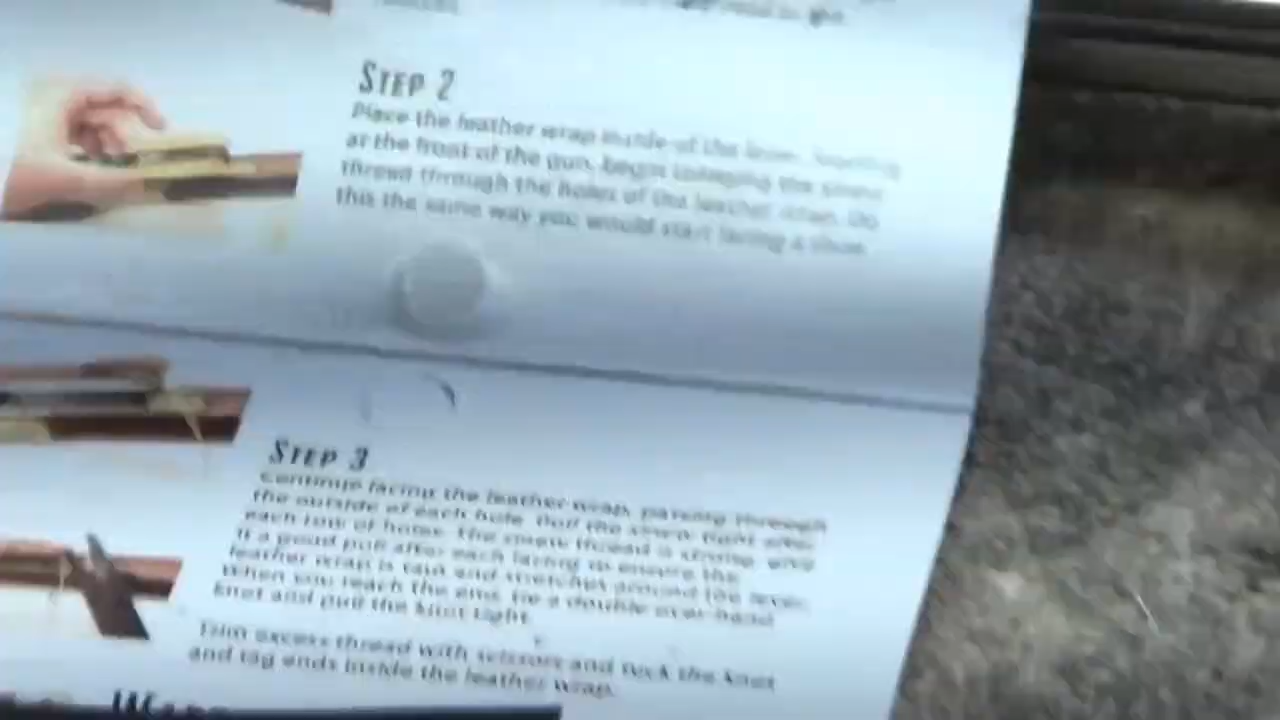 STEP 2
Place the leather wrap inside of the lever, starting
at the front of the gun, begin looping the sinew
thread through the holes of the leather wrap. Do
this the same way you would start lacing a shoe.
STEP 3
Continue lacing the leather wrap, passing through
the outside of each hole. Pull the sinew tight after
each row of holes. The sinew thread is strong, give
it a good pull after each lacing to ensure the
leather wrap is taut and stretched around the lever.
When you reach the end, tie a double over-hand
knot and pull the knot tight.
Trim excess thread with scissors and tuck the knot
and tag ends inside the leather wrap.